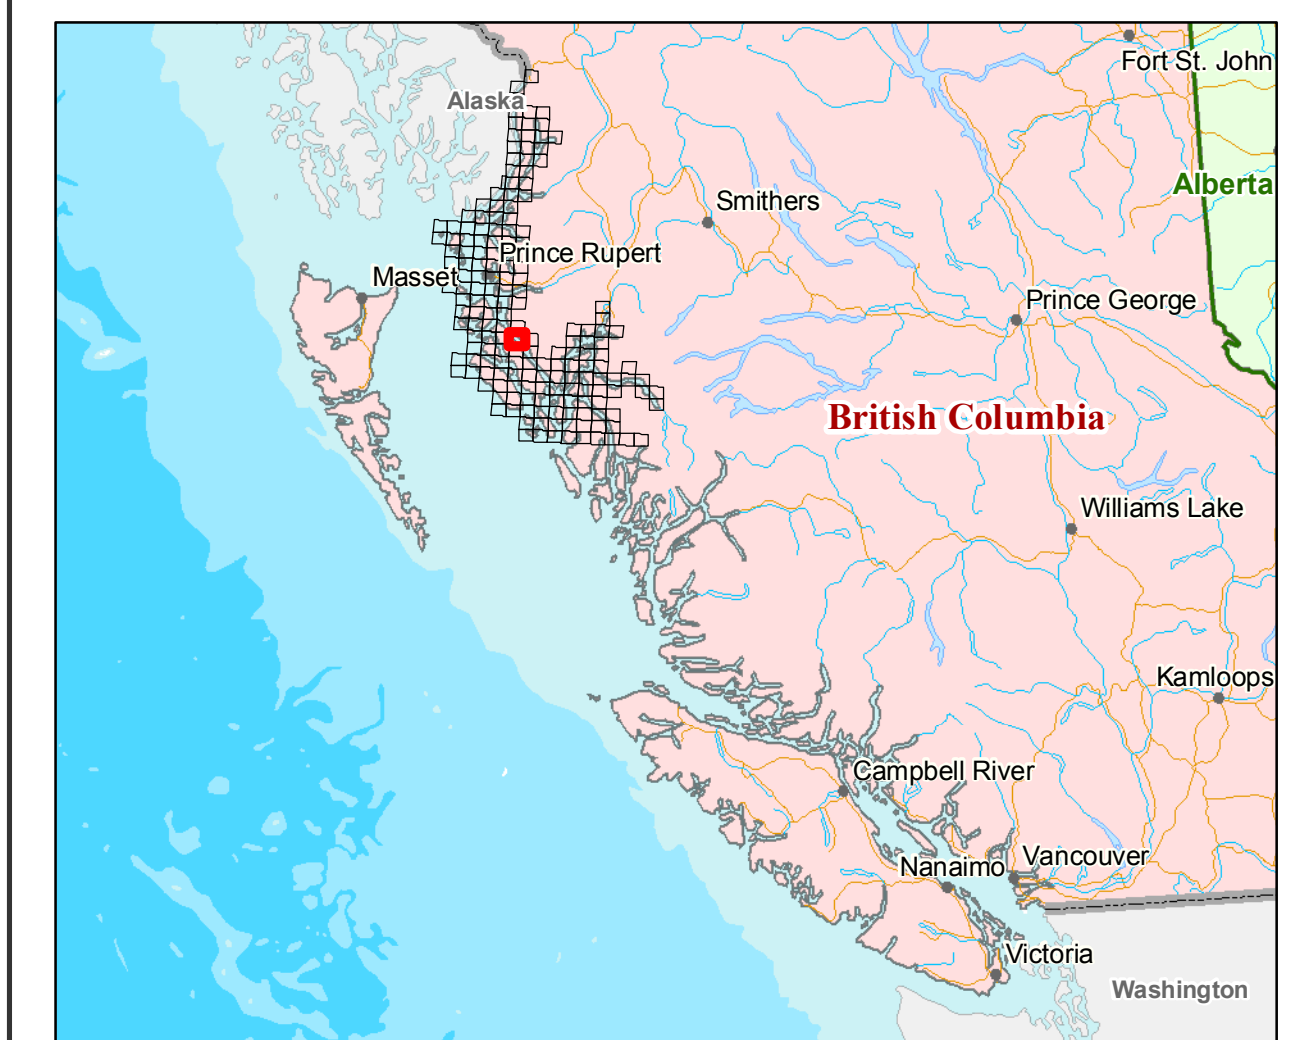 Fort St. John
Alaska
Alberta
Smithers
Prince Rupert
Masset
Prince George
British Columbia
Williams Lake
Kamloops
Campbell River
Vancouver
Nanaimo
Victoria
Washington